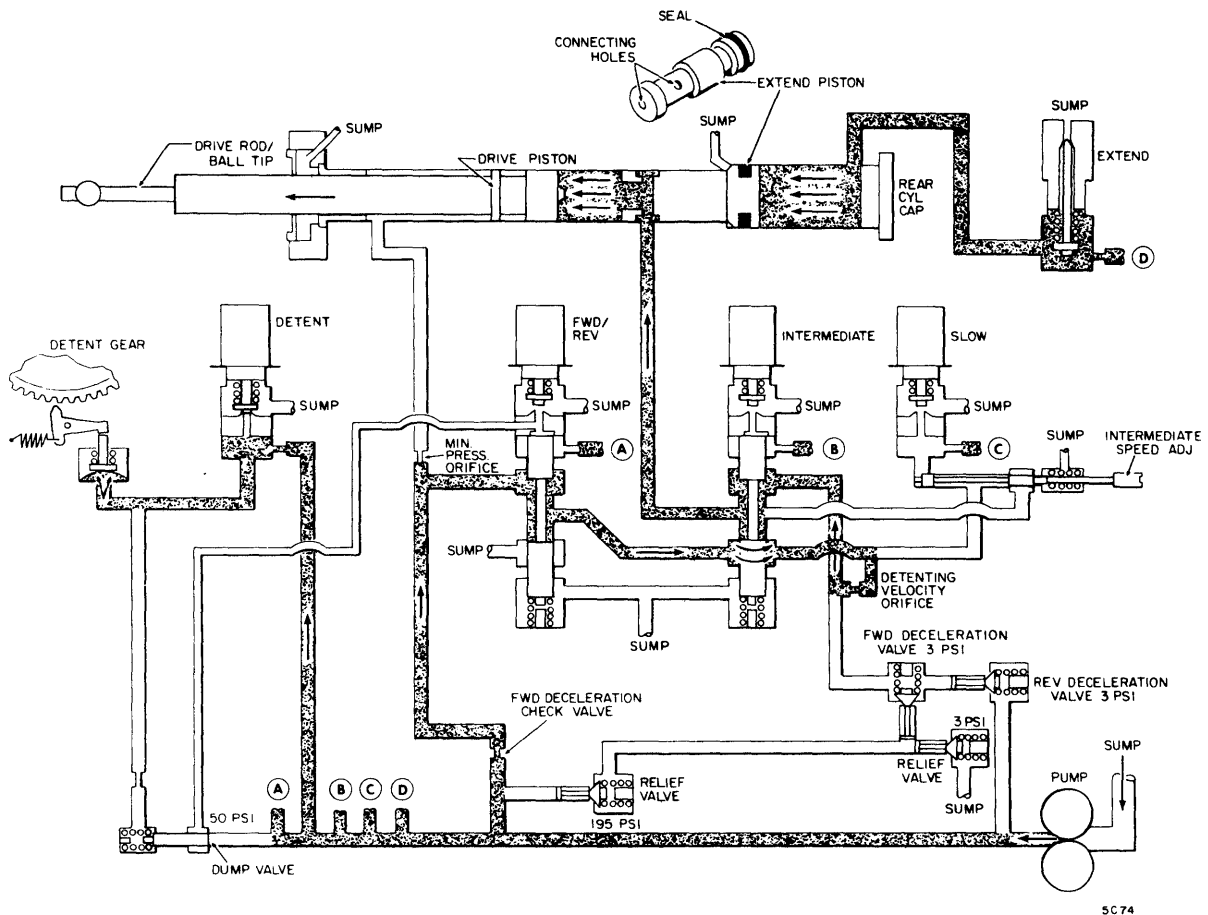 SEAL
CONNECTING
HOLES
EXTEND PISTON
SUMP
SUMP
SUMP
EXTEND
DRIVE ROD/
BALL TIP
DRIVE PISTON
REAR
CYL
CAP
D
DETENT
FWD/
REV
INTERMEDIATE
SLOW
DETENT GEAR
SUMP
SUMP
SUMP
SUMP
MIN.
PRESS.
ORIFICE
A
B
C
SUMP
INTERMEDIATE
SPEED ADJ
SUMP
DETENTING
VELOCITY
ORIFICE
SUMP
FWD DECELERATION
VALVE 3 PSI
REV DECELERATION
VALVE 3 PSI
FWD DECELERATION
CHECK VALVE
3 PSI
RELIEF
VALVE
SUMP
SUMP
PUMP
A
B
C
D
RELIEF
VALVE
195 PSI
50 PSI
DUMP VALVE
5C74